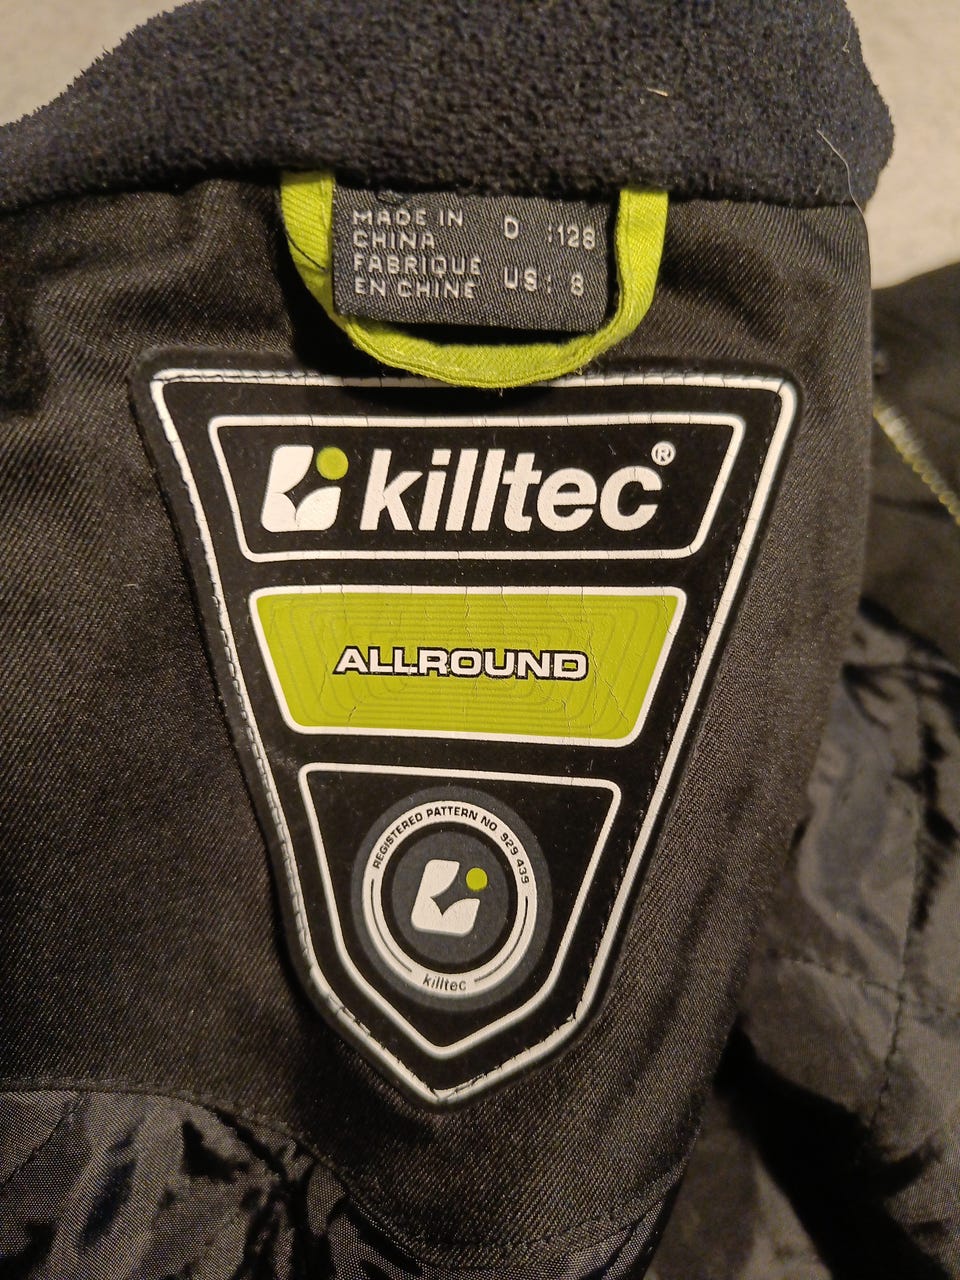 MADE IN
CHINA
FABRIQUE
EN CHINE
D :128
US: 8
killtec®
ALLROUND
REGISTERED PATTERN NO. 929 439
killtec